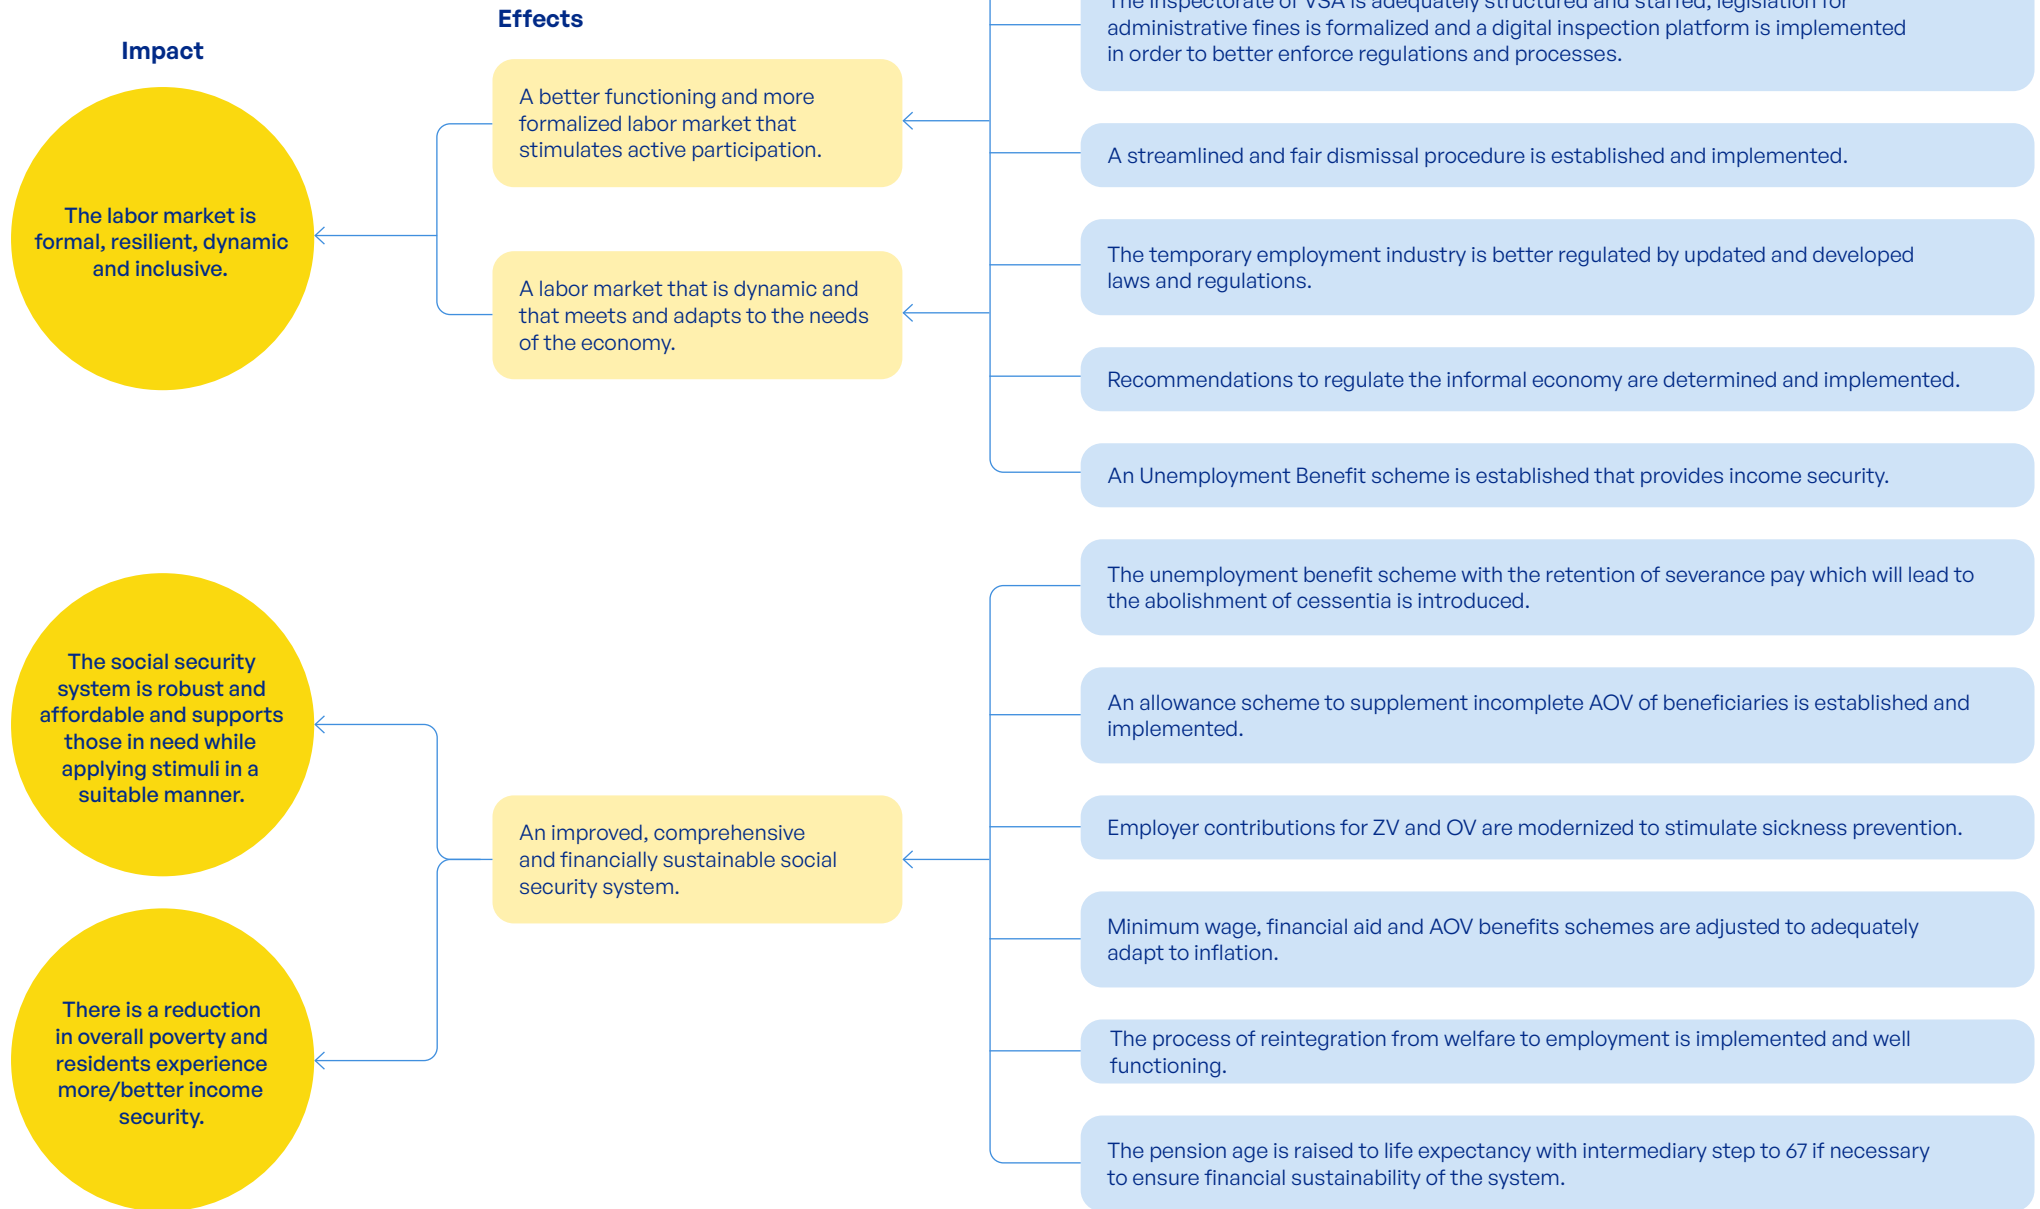 Impact
Effects
The labor market is
formal, resilient, dynamic
and inclusive.
A better functioning and more
formalized labor market that
stimulates active participation.
A labor market that is dynamic and
that meets and adapts to the needs
of the economy.
The Inspectorate of VSA is adequately structured and staffed, legislation for
administrative fines is formalized and a digital inspection platform is implemented
in order to better enforce regulations and processes.
A streamlined and fair dismissal procedure is established and implemented.
The temporary employment industry is better regulated by updated and developed
laws and regulations.
Recommendations to regulate the informal economy are determined and implemented.
An Unemployment Benefit scheme is established that provides income security.
The social security
system is robust and
affordable and supports
those in need while
applying stimuli in a
suitable manner.
There is a reduction
in overall poverty and
residents experience
more/better income
security.
An improved, comprehensive
and financially sustainable social
security system.
The unemployment benefit scheme with the retention of severance pay which will lead to
the abolishment of cessentia is introduced.
An allowance scheme to supplement incomplete AOV of beneficiaries is established and
implemented.
Employer contributions for ZV and OV are modernized to stimulate sickness prevention.
Minimum wage, financial aid and AOV benefits schemes are adjusted to adequately
adapt to inflation.
The process of reintegration from welfare to employment is implemented and well
functioning.
The pension age is raised to life expectancy with intermediary step to 67 if necessary
to ensure financial sustainability of the system.